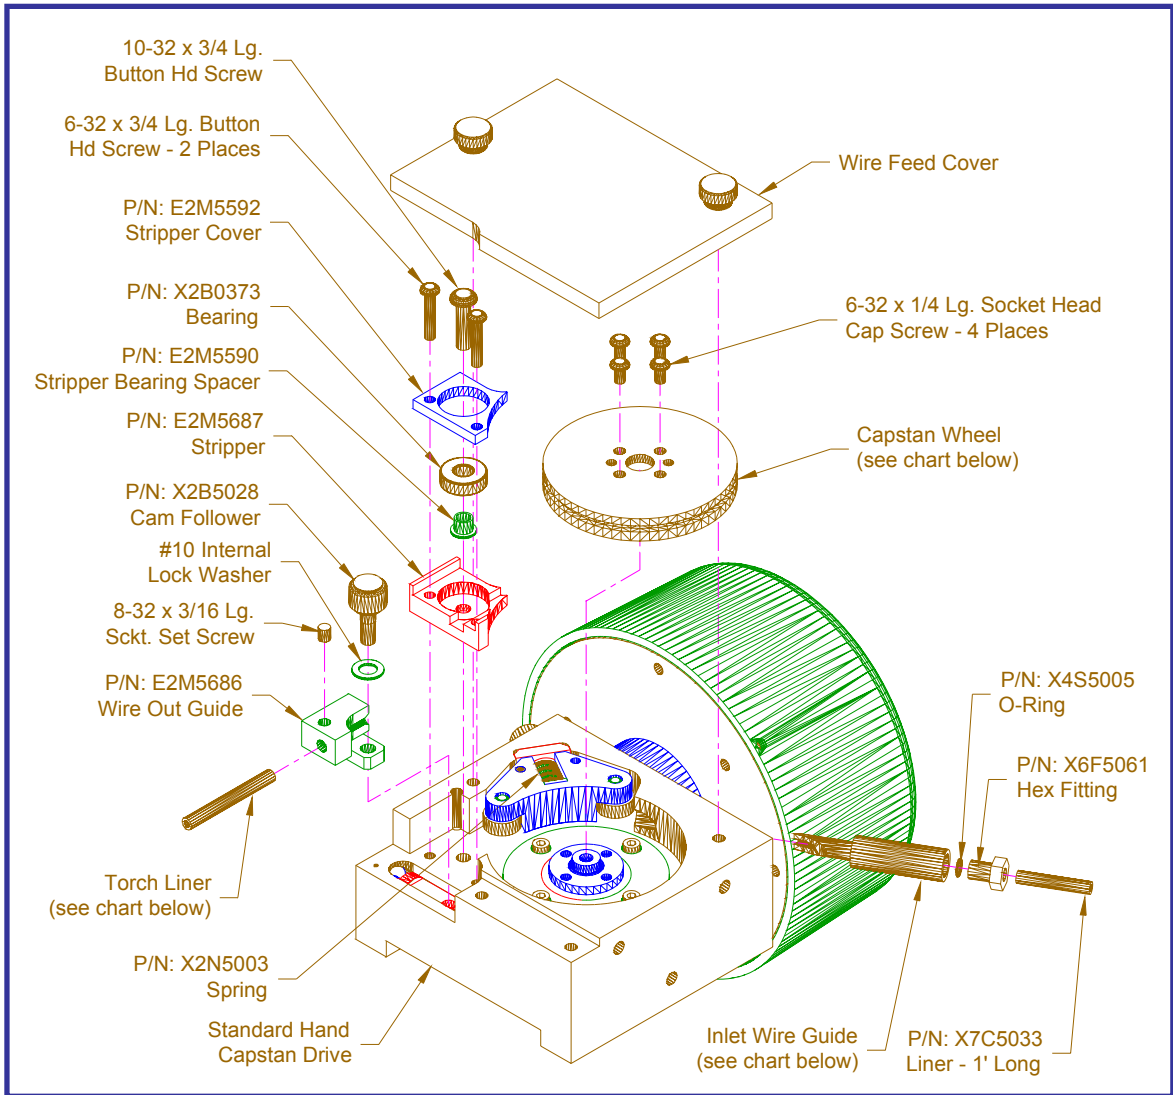 10-32 x 3/4 Lg.
Button Hd Screw
6-32 x 3/4 Lg. Button
Hd Screw - 2 Places
P/N: E2M5592
Stripper Cover
P/N: X2B0373
Bearing
P/N: E2M5590
Stripper Bearing Spacer
P/N: E2M5687
Stripper
P/N: X2B5028
Cam Follower
#10 Internal
Lock Washer
8-32 x 3/16 Lg.
Sckt. Set Screw
P/N: E2M5686
Wire Out Guide
Torch Liner
(see chart below)
P/N: X2N5003
Spring
Standard Hand
Capstan Drive
Wire Feed Cover
6-32 x 1/4 Lg. Socket Head
Cap Screw - 4 Places
Capstan Wheel
(see chart below)
P/N: X4S5005
O-Ring
P/N: X6F5061
Hex Fitting
Inlet Wire Guide
(see chart below)
P/N: X7C5033
Liner - 1' Long